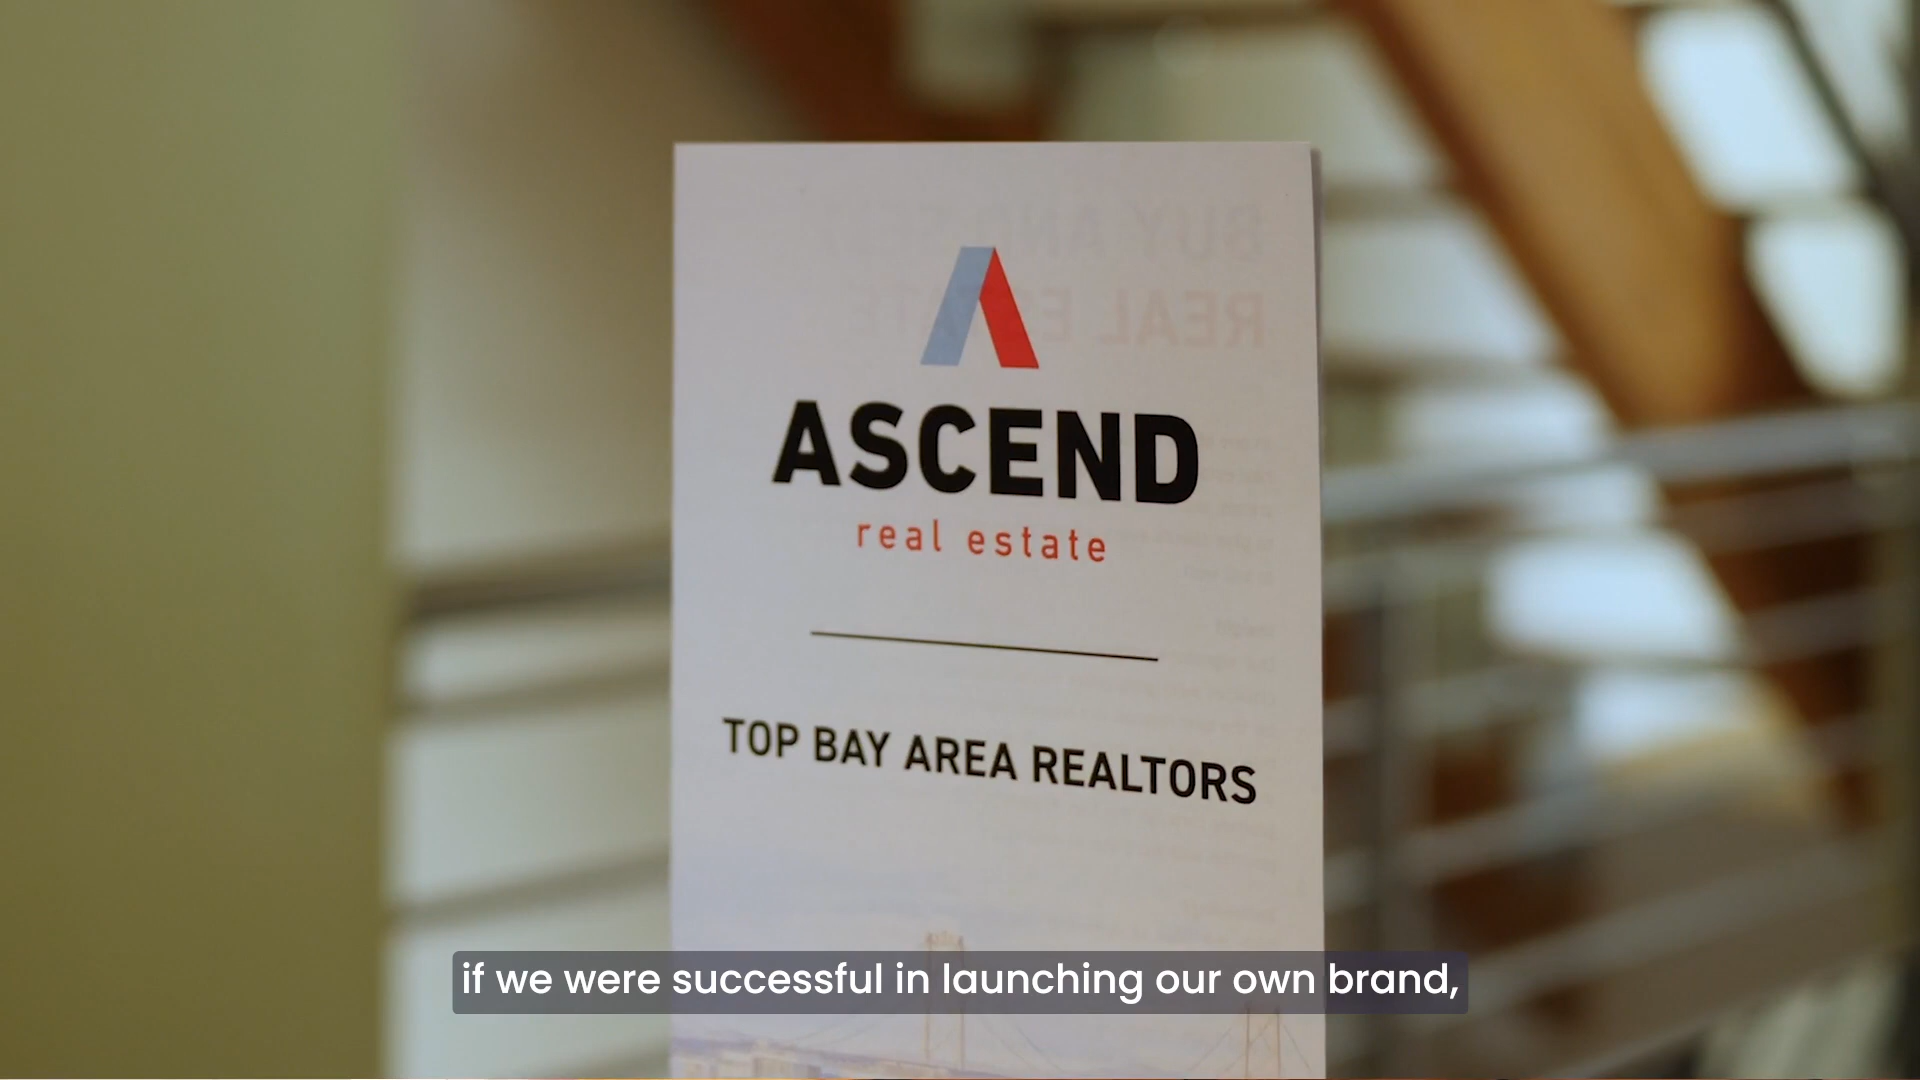 ASCEND
real estate
TOP BAY AREA REALTORS
if we were successful in launching our own brand,